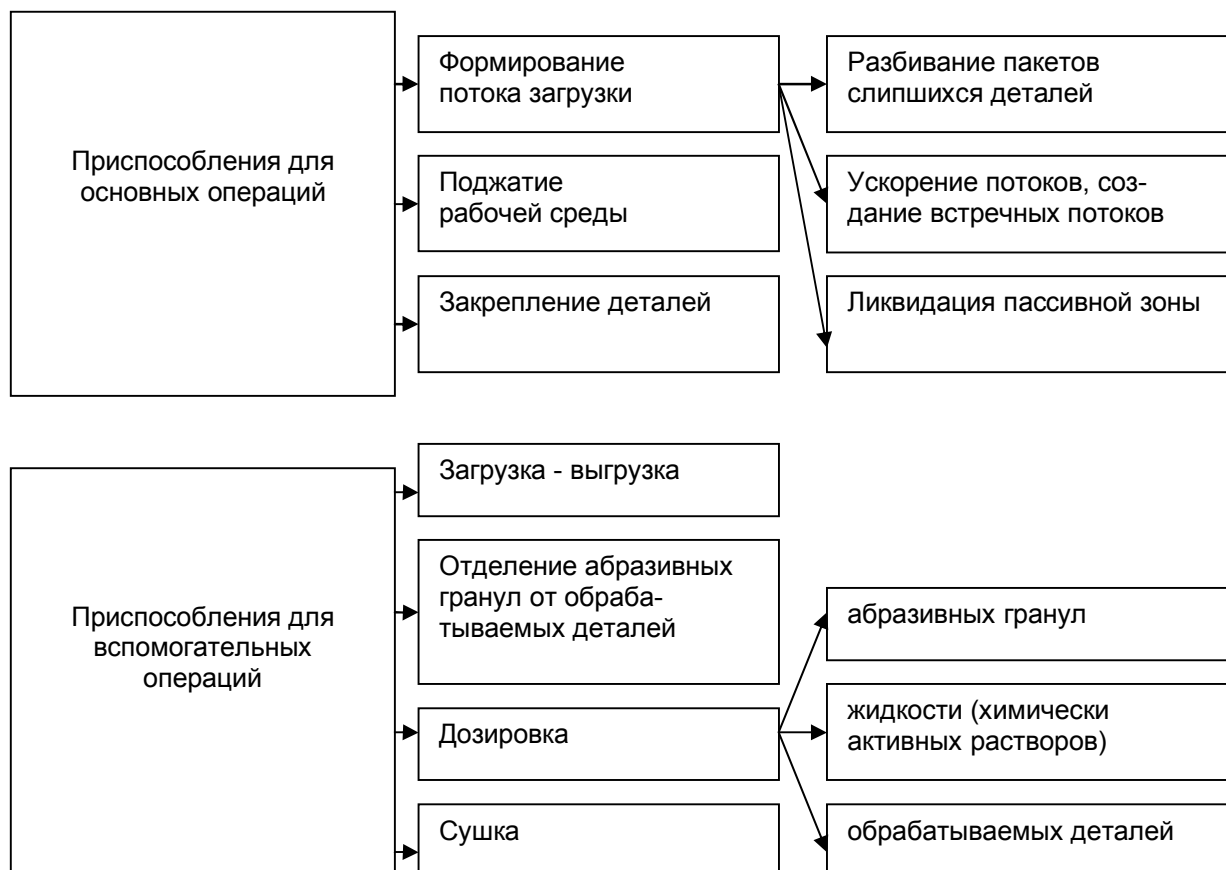 Приспособления для
основных операций
Формирование
потока загрузки
Поджатие
рабочей среды
Закрепление деталей
Разбивание пакетов
слипшихся деталей
Ускорение потоков, соз-
дание встречных потоков
Ликвидация пассивной зоны
Приспособления для
вспомогательных
операций
Загрузка - выгрузка
Отделение абразивных
гранул от обраба-
тываемых деталей
Дозировка
Сушка
абразивных гранул
жидкости (химически
активных растворов)
обрабатываемых деталей